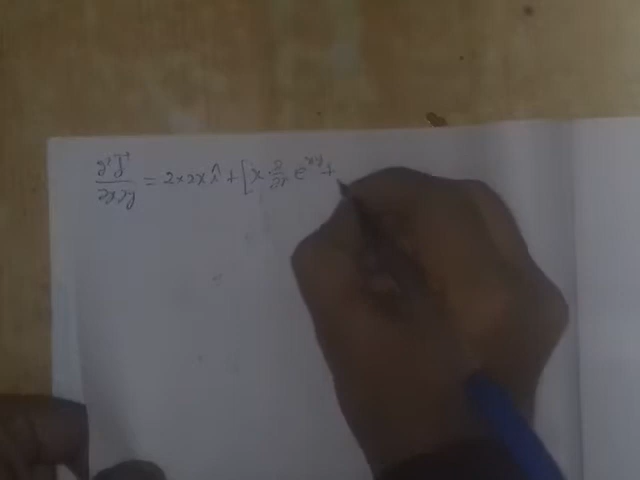 ∂²f/∂x∂y = 2×2×y + [x · ∂/∂x e^{xy} +